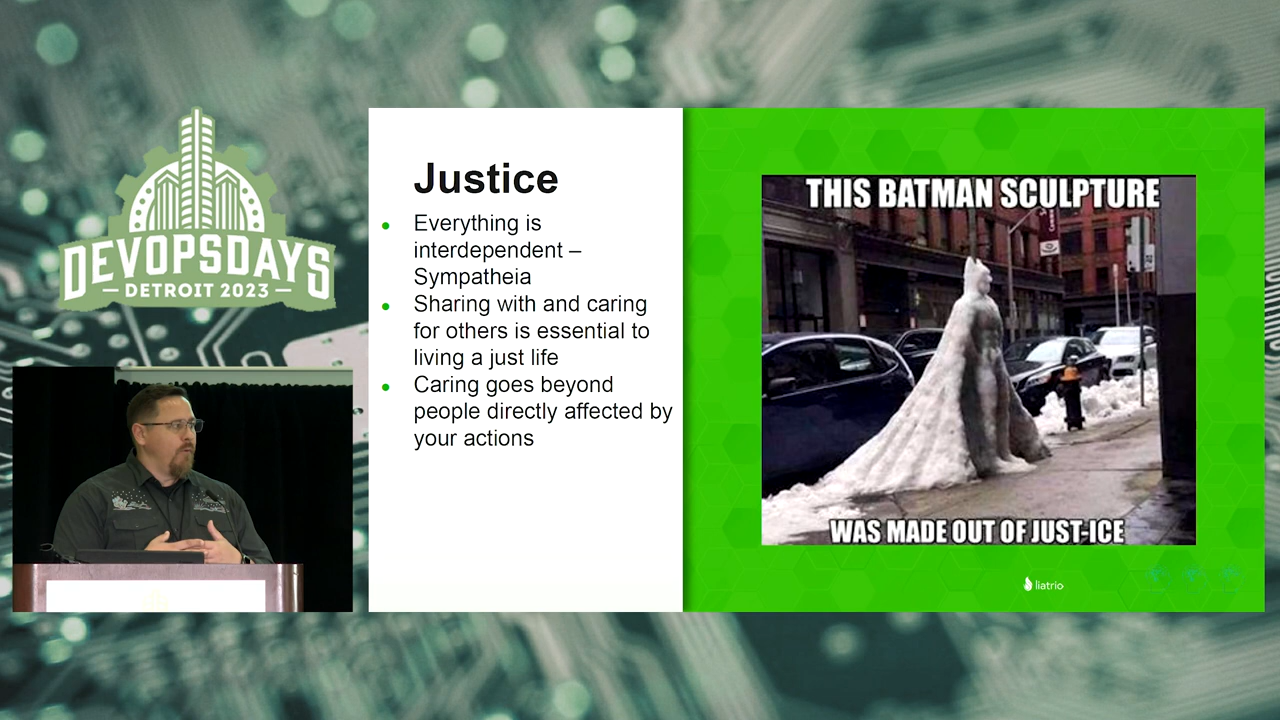 DEVOPSDAYS
DETROIT 2023
Justice
Everything is
interdependent –
Sympatheia
Sharing with and caring
for others is essential to
living a just life
Caring goes beyond
people directly affected by
your actions
THIS BATMAN SCULPTURE
WAS MADE OUT OF JUST-ICE
liatrio